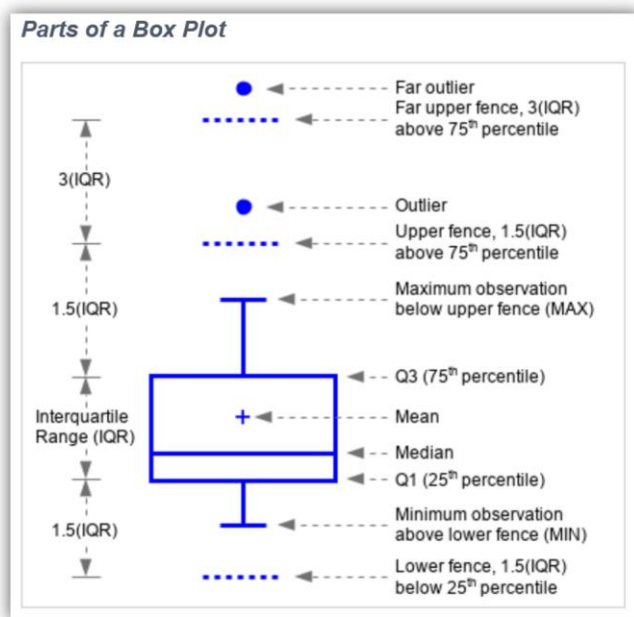 Parts of a Box Plot
Far outlier
Far upper fence, 3(IQR)
above 75th percentile
3(IQR)
Outlier
Upper fence, 1.5(IQR)
above 75th percentile
1.5(IQR)
Maximum observation
below upper fence (MAX)
Q3 (75th percentile)
Interquartile
Range (IQR)
Mean
Median
Q1 (25th percentile)
1.5(IQR)
Minimum observation
above lower fence (MIN)
Lower fence, 1.5(IQR)
below 25th percentile